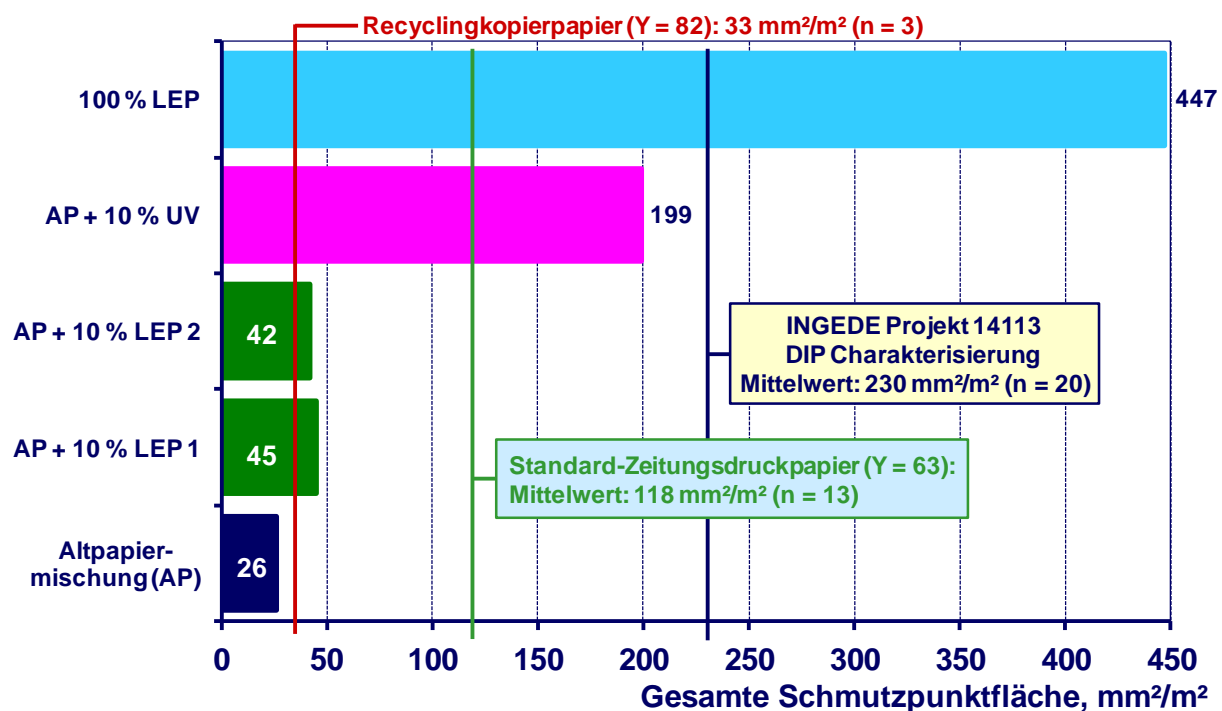 Recyclingkopierpapier (Y = 82): 33 mm²/m² (n = 3)
100 % LEP
447
AP + 10 % UV
199
AP + 10 % LEP 2
42
INGEDE Projekt 14113
DIP Charakterisierung
Mittelwert: 230 mm²/m² (n = 20)
AP + 10 % LEP 1
45
Standard-Zeitungsdruckpapier (Y = 63):
Mittelwert: 118 mm²/m² (n = 13)
Altpapier-
mischung (AP)
26
0 50 100 150 200 250 300 350 400 450
Gesamte Schmutzpunktfläche, mm²/m²